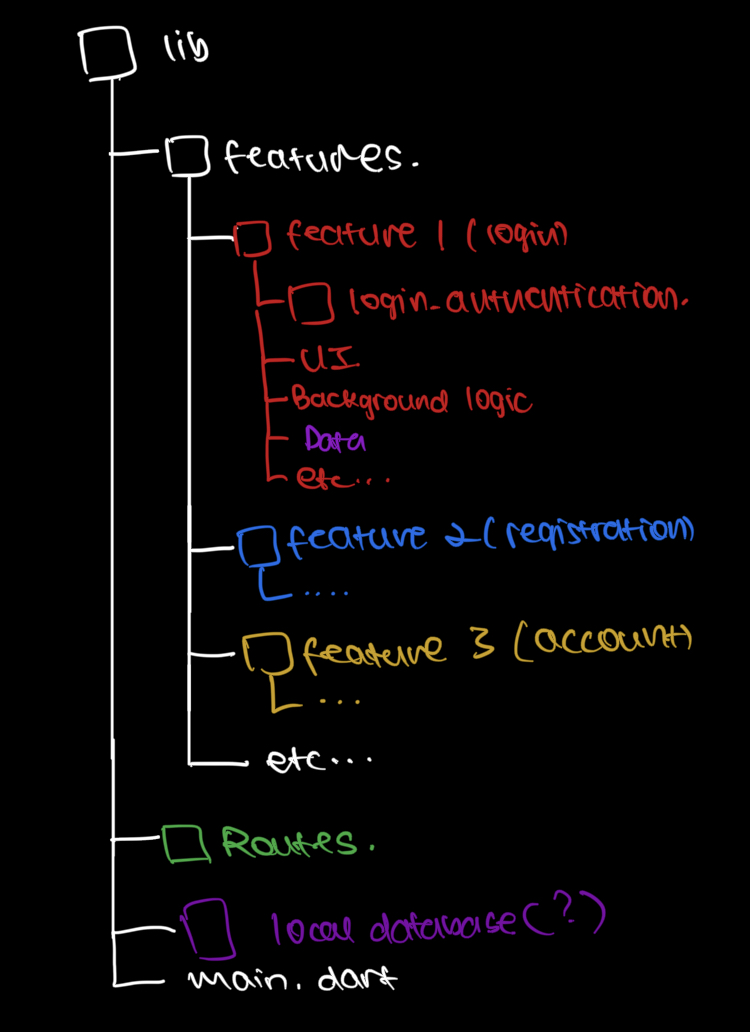 lib
features.
feature 1 (login)
login_authentication.
UI
Background logic
Data
etc...
feature 2 (registration)
....
feature 3 (account)
...
etc...
Routes.
local database (?)
main.dart